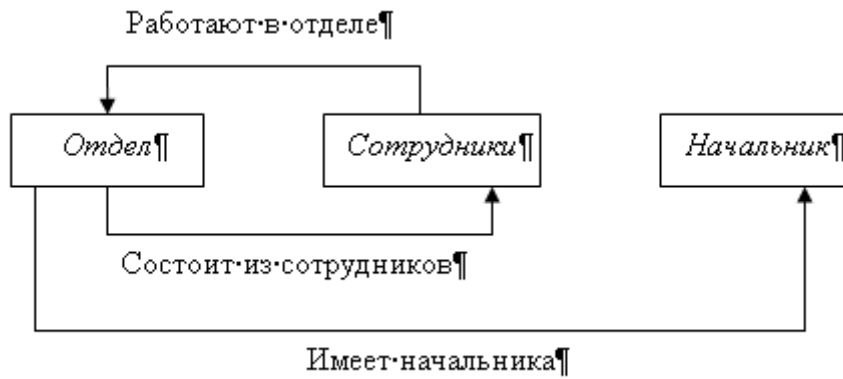 Работают·в·отделе¶
Отдел¶
Сотрудники¶
Начальник¶
Состоит·из·сотрудников¶
Имеет·начальника¶